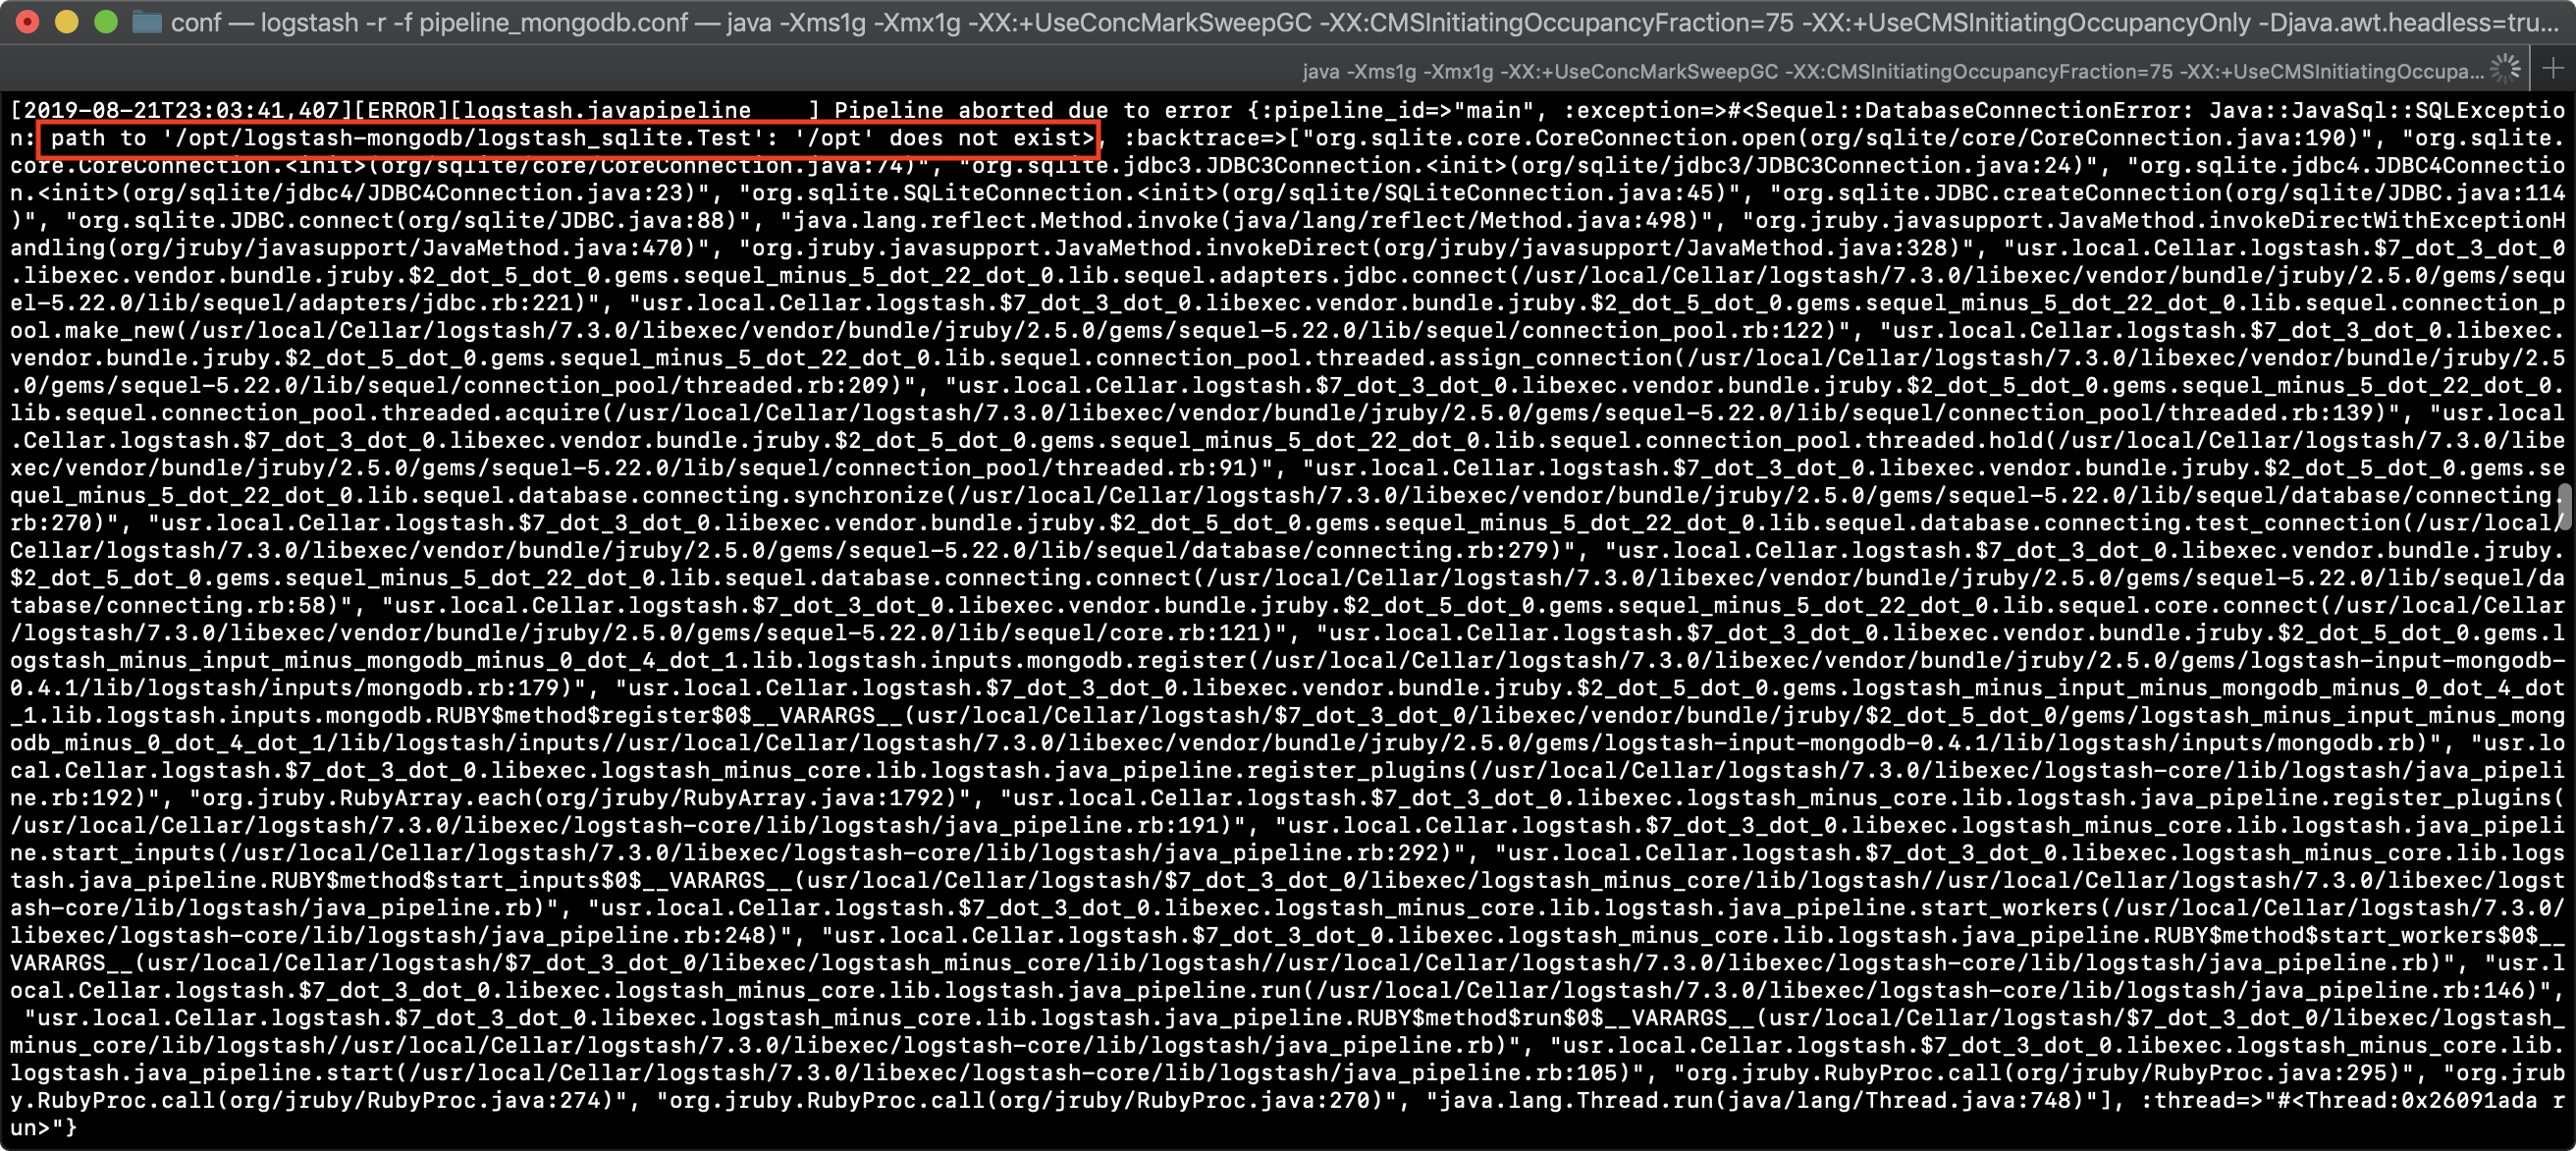 conf — logstash -r -f pipeline_mongodb.conf — java -Xms1g -Xmx1g -XX:+UseConcMarkSweepGC -XX:CMSInitiatingOccupancyFraction=75 -XX:+UseCMSInitiatingOccupancyOnly -Djava.awt.headless=tru...
java -Xms1g -Xmx1g -XX:+UseConcMarkSweepGC -XX:CMSInitiatingOccupancyFraction=75 -XX:+UseCMSInitiatingOccupa...
[2019-08-21T23:03:41,407][ERROR][logstash.javapipeline    ] Pipeline aborted due to error {:pipeline_id=>"main", :exception=>#<Sequel::DatabaseConnectionError: Java::JavaSql::SQLExceptio
n: path to '/opt/logstash-mongodb/logstash_sqlite.Test': '/opt' does not exist>, :backtrace=>["org.sqlite.core.CoreConnection.open(org/sqlite/core/CoreConnection.java:190)", "org.sqlite.
core.CoreConnection.<init>(org/sqlite/core/CoreConnection.java:74)", "org.sqlite.jdbc3.JDBC3Connection.<init>(org/sqlite/jdbc3/JDBC3Connection.java:24)", "org.sqlite.jdbc4.JDBC4Connectio
n.<init>(org/sqlite/jdbc4/JDBC4Connection.java:23)", "org.sqlite.SQLiteConnection.<init>(org/sqlite/SQLiteConnection.java:45)", "org.sqlite.JDBC.createConnection(org/sqlite/JDBC.java:114
)", "org.sqlite.JDBC.connect(org/sqlite/JDBC.java:88)", "java.lang.reflect.Method.invoke(java/lang/reflect/Method.java:498)", "org.jruby.javasupport.JavaMethod.invokeDirectWithExceptionH
andling(org/jruby/javasupport/JavaMethod.java:470)", "org.jruby.javasupport.JavaMethod.invokeDirect(org/jruby/javasupport/JavaMethod.java:328)", "usr.local.Cellar.logstash.$7_dot_3_dot_0
.libexec.vendor.bundle.jruby.$2_dot_5_dot_0.gems.sequel_minus_5_dot_22_dot_0.lib.sequel.adapters.jdbc.connect(/usr/local/Cellar/logstash/7.3.0/libexec/vendor/bundle/jruby/2.5.0/gems/sequ
el-5.22.0/lib/sequel/adapters/jdbc.rb:221)", "usr.local.Cellar.logstash.$7_dot_3_dot_0.libexec.vendor.bundle.jruby.$2_dot_5_dot_0.gems.sequel_minus_5_dot_22_dot_0.lib.sequel.connection_p
ool.make_new(/usr/local/Cellar/logstash/7.3.0/libexec/vendor/bundle/jruby/2.5.0/gems/sequel-5.22.0/lib/sequel/connection_pool.rb:122)", "usr.local.Cellar.logstash.$7_dot_3_dot_0.libexec.
vendor.bundle.jruby.$2_dot_5_dot_0.gems.sequel_minus_5_dot_22_dot_0.lib.sequel.connection_pool.threaded.assign_connection(/usr/local/Cellar/logstash/7.3.0/libexec/vendor/bundle/jruby/2.5
.0/gems/sequel-5.22.0/lib/sequel/connection_pool/threaded.rb:209)", "usr.local.Cellar.logstash.$7_dot_3_dot_0.libexec.vendor.bundle.jruby.$2_dot_5_dot_0.gems.sequel_minus_5_dot_22_dot_0.
lib.sequel.connection_pool.threaded.acquire(/usr/local/Cellar/logstash/7.3.0/libexec/vendor/bundle/jruby/2.5.0/gems/sequel-5.22.0/lib/sequel/connection_pool/threaded.rb:139)", "usr.local
.Cellar.logstash.$7_dot_3_dot_0.libexec.vendor.bundle.jruby.$2_dot_5_dot_0.gems.sequel_minus_5_dot_22_dot_0.lib.sequel.connection_pool.threaded.hold(/usr/local/Cellar/logstash/7.3.0/libe
xec/vendor/bundle/jruby/2.5.0/gems/sequel-5.22.0/lib/sequel/connection_pool/threaded.rb:91)", "usr.local.Cellar.logstash.$7_dot_3_dot_0.libexec.vendor.bundle.jruby.$2_dot_5_dot_0.gems.se
quel_minus_5_dot_22_dot_0.lib.sequel.database.connecting.synchronize(/usr/local/Cellar/logstash/7.3.0/libexec/vendor/bundle/jruby/2.5.0/gems/sequel-5.22.0/lib/sequel/database/connecting.
rb:270)", "usr.local.Cellar.logstash.$7_dot_3_dot_0.libexec.vendor.bundle.jruby.$2_dot_5_dot_0.gems.sequel_minus_5_dot_22_dot_0.lib.sequel.database.connecting.test_connection(/usr/local/
Cellar/logstash/7.3.0/libexec/vendor/bundle/jruby/2.5.0/gems/sequel-5.22.0/lib/sequel/database/connecting.rb:279)", "usr.local.Cellar.logstash.$7_dot_3_dot_0.libexec.vendor.bundle.jruby.
$2_dot_5_dot_0.gems.sequel_minus_5_dot_22_dot_0.lib.sequel.database.connecting.connect(/usr/local/Cellar/logstash/7.3.0/libexec/vendor/bundle/jruby/2.5.0/gems/sequel-5.22.0/lib/sequel/da
tabase/connecting.rb:58)", "usr.local.Cellar.logstash.$7_dot_3_dot_0.libexec.vendor.bundle.jruby.$2_dot_5_dot_0.gems.sequel_minus_5_dot_22_dot_0.lib.sequel.core.connect(/usr/local/Cellar
/logstash/7.3.0/libexec/vendor/bundle/jruby/2.5.0/gems/sequel-5.22.0/lib/sequel/core.rb:121)", "usr.local.Cellar.logstash.$7_dot_3_dot_0.libexec.vendor.bundle.jruby.$2_dot_5_dot_0.gems.l
ogstash_minus_input_minus_mongodb_minus_0_dot_4_dot_1.lib.logstash.inputs.mongodb.register(/usr/local/Cellar/logstash/7.3.0/libexec/vendor/bundle/jruby/2.5.0/gems/logstash-input-mongodb-
0.4.1/lib/logstash/inputs/mongodb.rb:179)", "usr.local.Cellar.logstash.$7_dot_3_dot_0.libexec.vendor.bundle.jruby.$2_dot_5_dot_0.gems.logstash_minus_input_minus_mongodb_minus_0_dot_4_dot
_1.lib.logstash.inputs.mongodb.RUBY$method$register$0$__VARARGS__(usr/local/Cellar/logstash/$7_dot_3_dot_0/libexec/vendor/bundle/jruby/$2_dot_5_dot_0/gems/logstash_minus_input_minus_mong
odb_minus_0_dot_4_dot_1/lib/logstash/inputs//usr/local/Cellar/logstash/7.3.0/libexec/vendor/bundle/jruby/2.5.0/gems/logstash-input-mongodb-0.4.1/lib/logstash/inputs/mongodb.rb)", "usr.lo
cal.Cellar.logstash.$7_dot_3_dot_0.libexec.logstash_minus_core.lib.logstash.java_pipeline.register_plugins(/usr/local/Cellar/logstash/7.3.0/libexec/logstash-core/lib/logstash/java_pipeli
ne.rb:192)", "org.jruby.RubyArray.each(org/jruby/RubyArray.java:1792)", "usr.local.Cellar.logstash.$7_dot_3_dot_0.libexec.logstash_minus_core.lib.logstash.java_pipeline.register_plugins(
/usr/local/Cellar/logstash/7.3.0/libexec/logstash-core/lib/logstash/java_pipeline.rb:191)", "usr.local.Cellar.logstash.$7_dot_3_dot_0.libexec.logstash_minus_core.lib.logstash.java_pipeli
ne.start_inputs(/usr/local/Cellar/logstash/7.3.0/libexec/logstash-core/lib/logstash/java_pipeline.rb:292)", "usr.local.Cellar.logstash.$7_dot_3_dot_0.libexec.logstash_minus_core.lib.logs
tash.java_pipeline.RUBY$method$start_inputs$0$__VARARGS__(usr/local/Cellar/logstash/$7_dot_3_dot_0/libexec/logstash_minus_core/lib/logstash//usr/local/Cellar/logstash/7.3.0/libexec/logst
ash-core/lib/logstash/java_pipeline.rb)", "usr.local.Cellar.logstash.$7_dot_3_dot_0.libexec.logstash_minus_core.lib.logstash.java_pipeline.start_workers(/usr/local/Cellar/logstash/7.3.0/
libexec/logstash-core/lib/logstash/java_pipeline.rb:248)", "usr.local.Cellar.logstash.$7_dot_3_dot_0.libexec.logstash_minus_core.lib.logstash.java_pipeline.RUBY$method$start_workers$0$__
VARARGS__(usr/local/Cellar/logstash/$7_dot_3_dot_0/libexec/logstash_minus_core/lib/logstash//usr/local/Cellar/logstash/7.3.0/libexec/logstash-core/lib/logstash/java_pipeline.rb)", "usr.l
ocal.Cellar.logstash.$7_dot_3_dot_0.libexec.logstash_minus_core.lib.logstash.java_pipeline.run(/usr/local/Cellar/logstash/7.3.0/libexec/logstash-core/lib/logstash/java_pipeline.rb:146)",
 "usr.local.Cellar.logstash.$7_dot_3_dot_0.libexec.logstash_minus_core.lib.logstash.java_pipeline.RUBY$method$run$0$__VARARGS__(usr/local/Cellar/logstash/$7_dot_3_dot_0/libexec/logstash_
minus_core/lib/logstash//usr/local/Cellar/logstash/7.3.0/libexec/logstash-core/lib/logstash/java_pipeline.rb)", "usr.local.Cellar.logstash.$7_dot_3_dot_0.libexec.logstash_minus_core.lib.
logstash.java_pipeline.start(/usr/local/Cellar/logstash/7.3.0/libexec/logstash-core/lib/logstash/java_pipeline.rb:105)", "org.jruby.RubyProc.call(org/jruby/RubyProc.java:295)", "org.jrub
y.RubyProc.call(org/jruby/RubyProc.java:274)", "org.jruby.RubyProc.call(org/jruby/RubyProc.java:270)", "java.lang.Thread.run(java/lang/Thread.java:748)"], :thread=>"#<Thread:0x26091ada r
un>"}